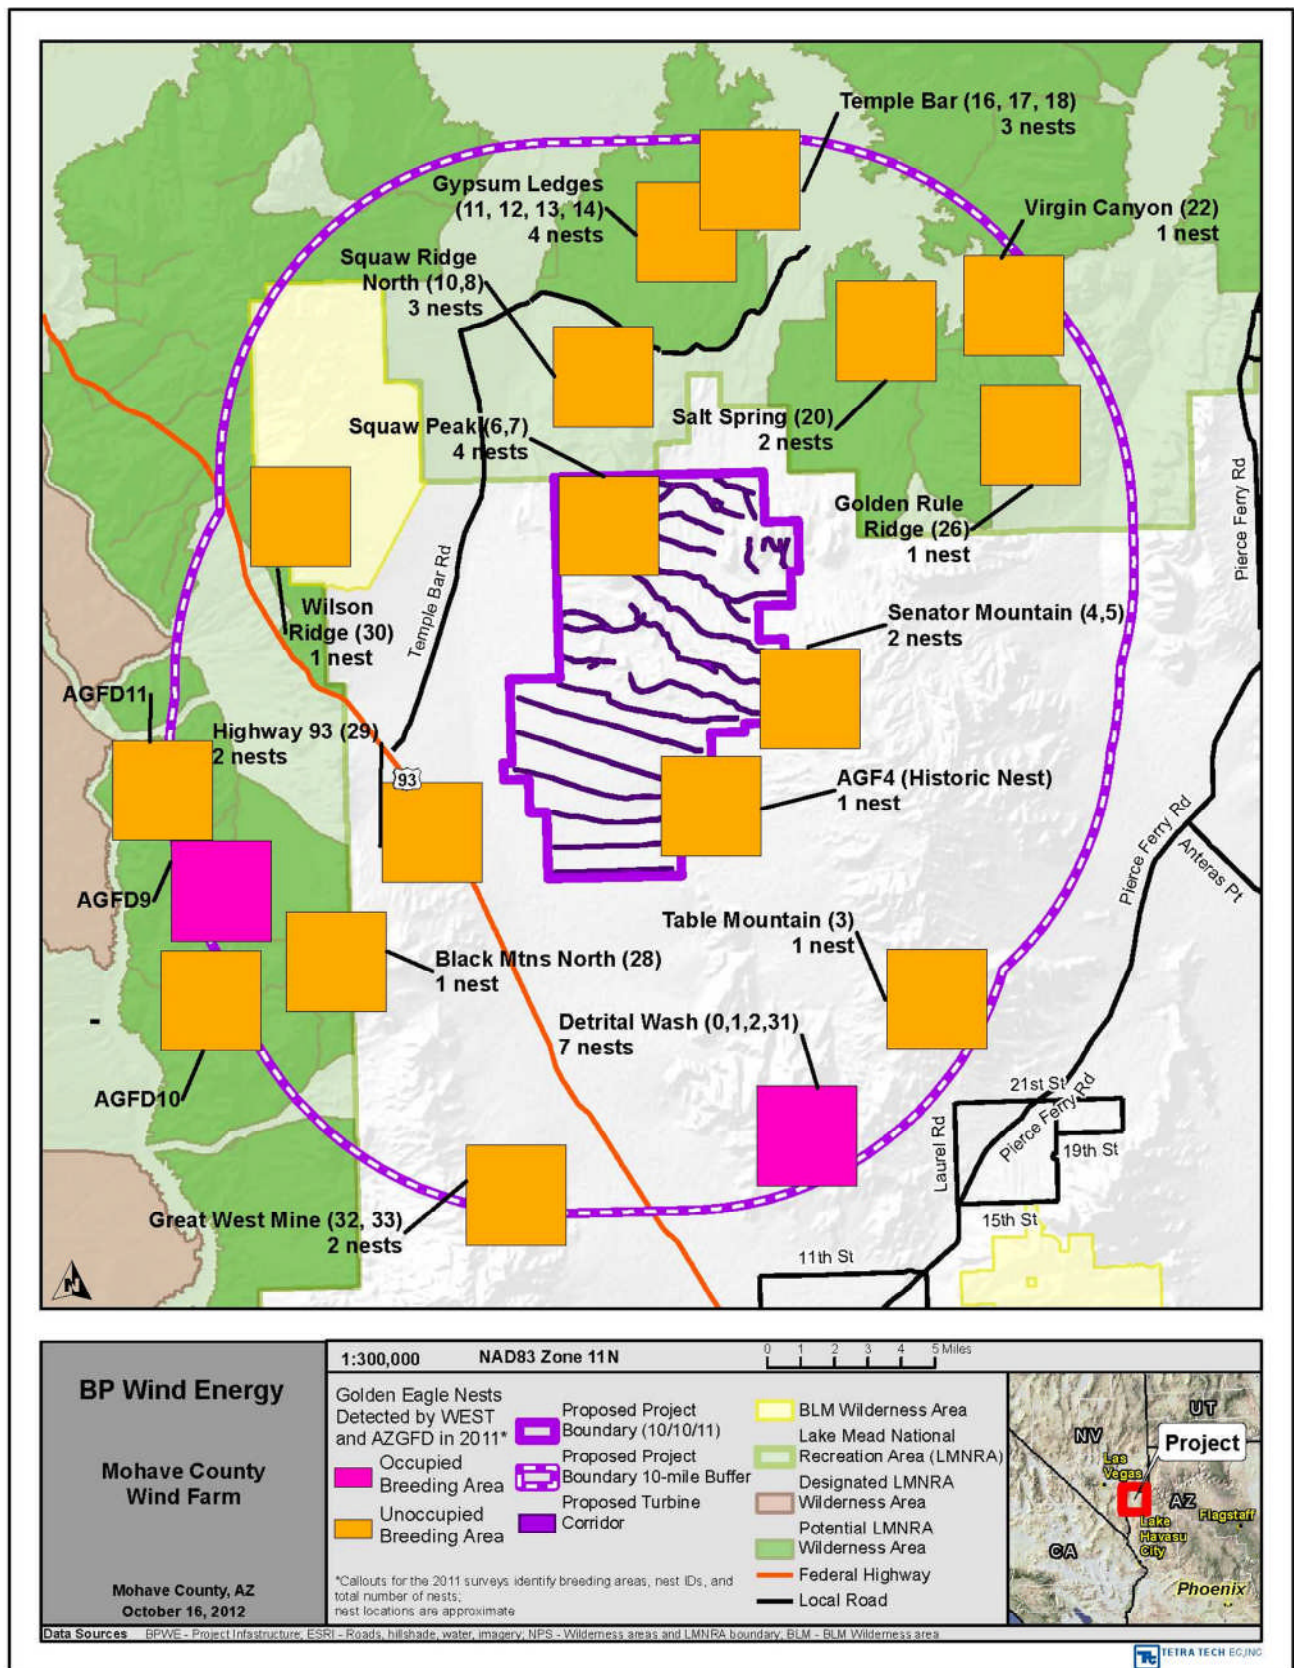 Temple Bar (16, 17, 18)
3 nests
Gypsum Ledges
(11, 12, 13, 14)
4 nests
Virgin Canyon (22)
1 nest
Squaw Ridge
North (10,8)
3 nests
Squaw Peak (6,7)
4 nests
Salt Spring (20)
2 nests
Golden Rule
Ridge (26)
1 nest
Pierce Ferry Rd
Temple Bar Rd
Wilson
Ridge (30)
1 nest
Senator Mountain (4,5)
2 nests
AGFD11
Highway 93 (29)
2 nests
93
AGF4 (Historic Nest)
1 nest
Pierce Ferry Rd
Anteras Pt
AGFD9
Table Mountain (3)
1 nest
Black Mtns North (28)
1 nest
Detrital Wash (0,1,2,31)
7 nests
AGFD10
21st St
Pierce Ferry Rd
19th St
Laurel Rd
15th St
Great West Mine (32, 33)
2 nests
11th St
N
BP Wind Energy
Mohave County
Wind Farm
Mohave County, AZ
October 16, 2012
1:300,000
NAD83 Zone 11N
0 1 2 3 4 5 Miles
Golden Eagle Nests
Detected by WEST
and AZGFD in 2011*
Occupied
Breeding Area
Unoccupied
Breeding Area
Proposed Project
Boundary (10/10/11)
Proposed Project
Boundary 10-mile Buffer
Proposed Turbine
Corridor
*Callouts for the 2011 surveys identify breeding areas, nest IDs, and
total number of nests;
nest locations are approximate
BLM Wilderness Area
Lake Mead National
Recreation Area (LMNRA)
Designated LMNRA
Wilderness Area
Potential LMNRA
Wilderness Area
Federal Highway
Local Road
NV
UT
Project
Las
Vegas
AZ
Flagstaff
Lake
Havasu
City
CA
Phoenix
Data Sources BPWE - Project Infastructure; ESRI - Roads, hillshade, water, imagery; NPS - Wilderness areas and LMNRA boundary; BLM - BLM Wilderness area
TETRA TECH EC,INC